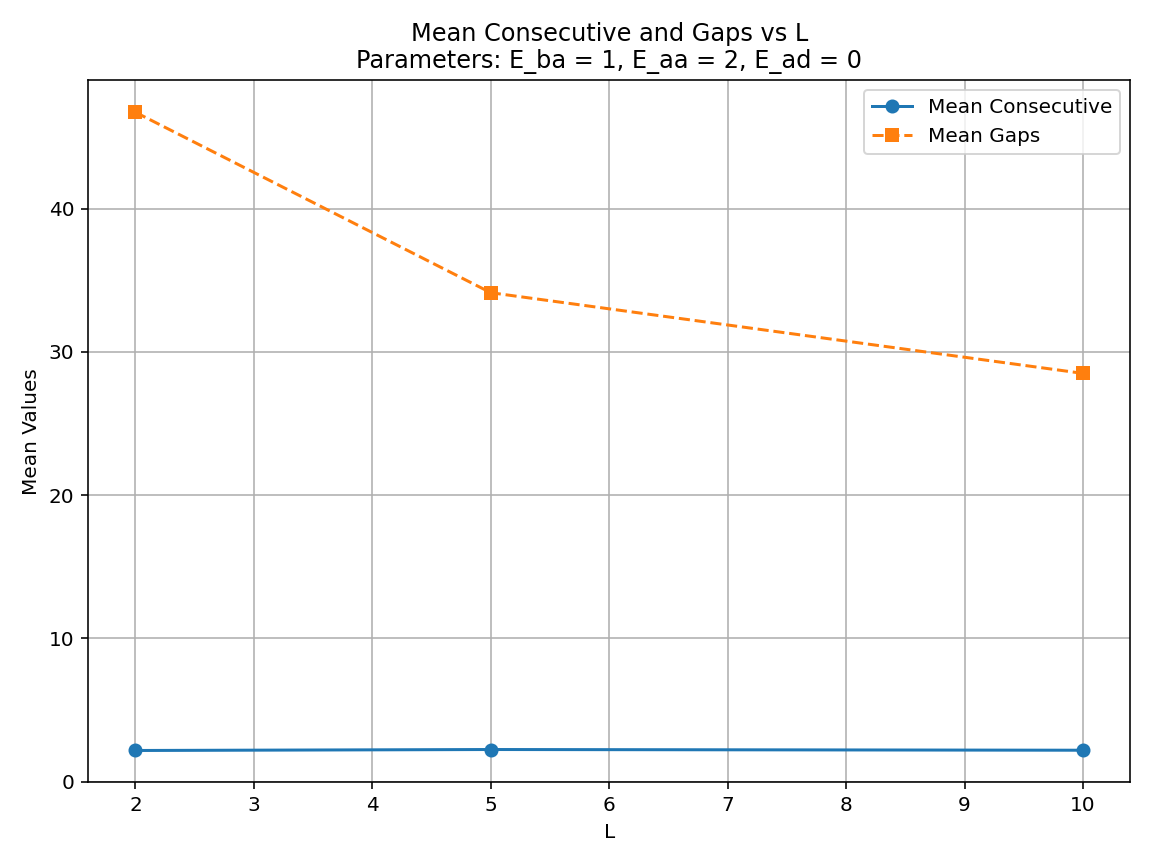 Mean Consecutive and Gaps vs L
Parameters: E_ba = 1, E_aa = 2, E_ad = 0
Mean Consecutive
Mean Gaps
Mean Values
40
30
20
10
0
2 3 4 5 6 7 8 9 10
L